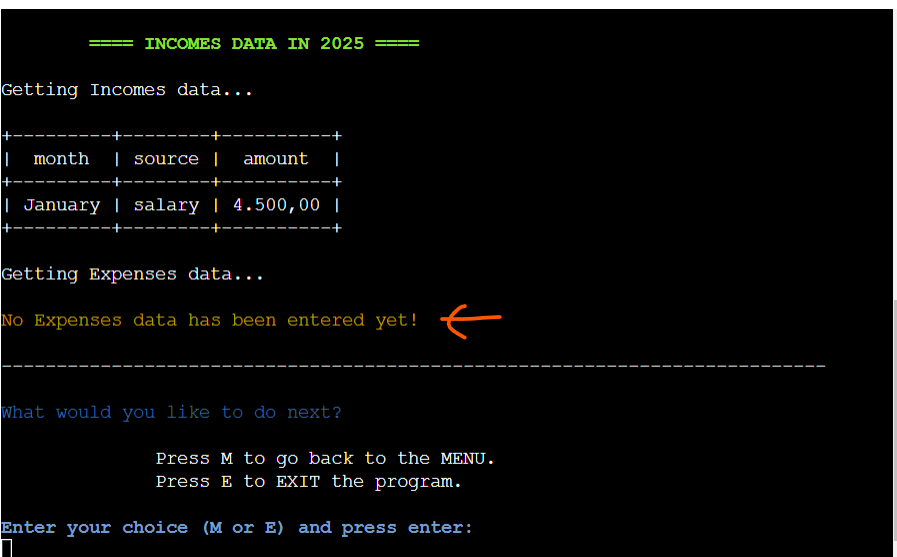 ==== INCOMES DATA IN 2025 ====
Getting Incomes data...
+---------+--------+----------+
|  month  | source |  amount  |
+---------+--------+----------+
| January | salary | 4.500,00 |
+---------+--------+----------+
Getting Expenses data...
No Expenses data has been entered yet!
---------------------------------------------------------------------------
What would you like to do next?
Press M to go back to the MENU.
Press E to EXIT the program.
Enter your choice (M or E) and press enter: